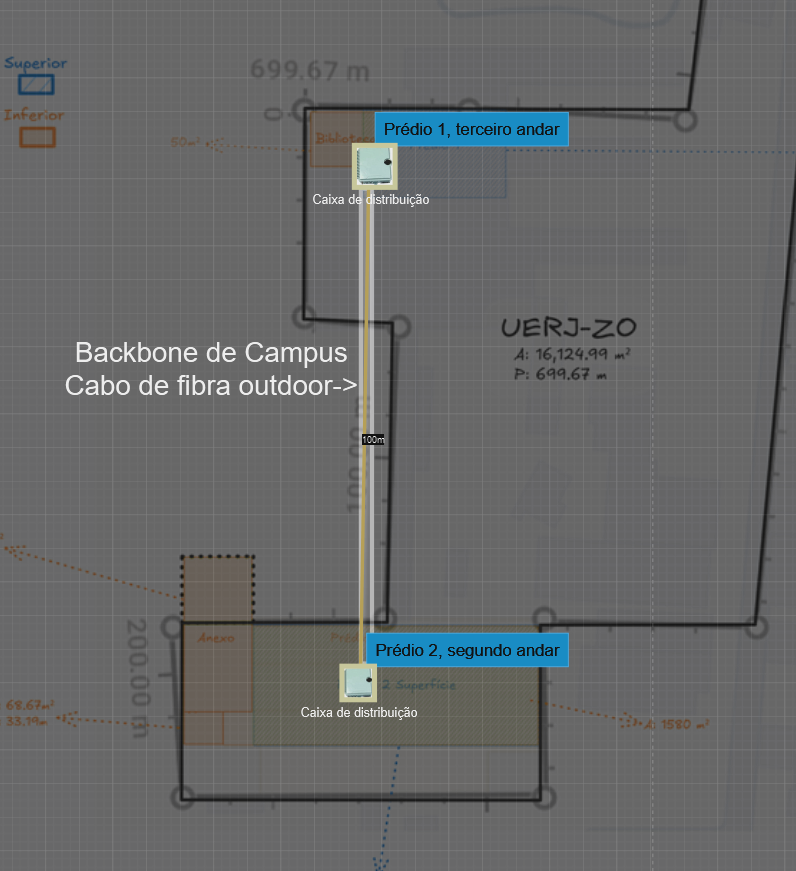 Superior
699.67 m
Inferior
0
Prédio 1, terceiro andar
50m²
Biblioteca
Caixa de distribuição
UERJ-ZO
A: 16,124.99 m²
P: 699.67 m
Backbone de Campus
Cabo de fibra outdoor->
100m
200.00 m
Anexo
Prédio 2, segundo andar
2 Superfície
68.67m²
33.19m
Caixa de distribuição
A: 1580 m²